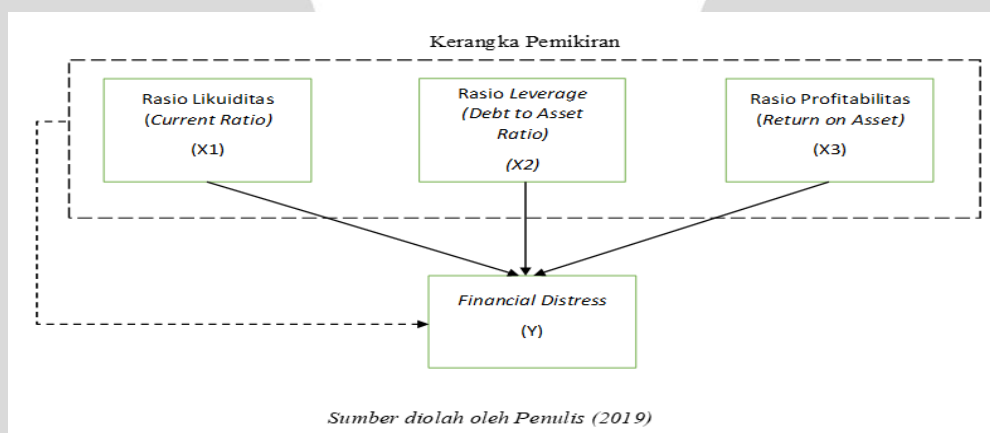 Kerangka Pemikiran
Rasio Likuiditas
(Current Ratio)
(X1)
Rasio Leverage
(Debt to Asset
Ratio)
(X2)
Rasio Profitabilitas
(Return on Asset)
(X3)
Financial Distress
(Y)
Sumber diolah oleh Penulis (2019)